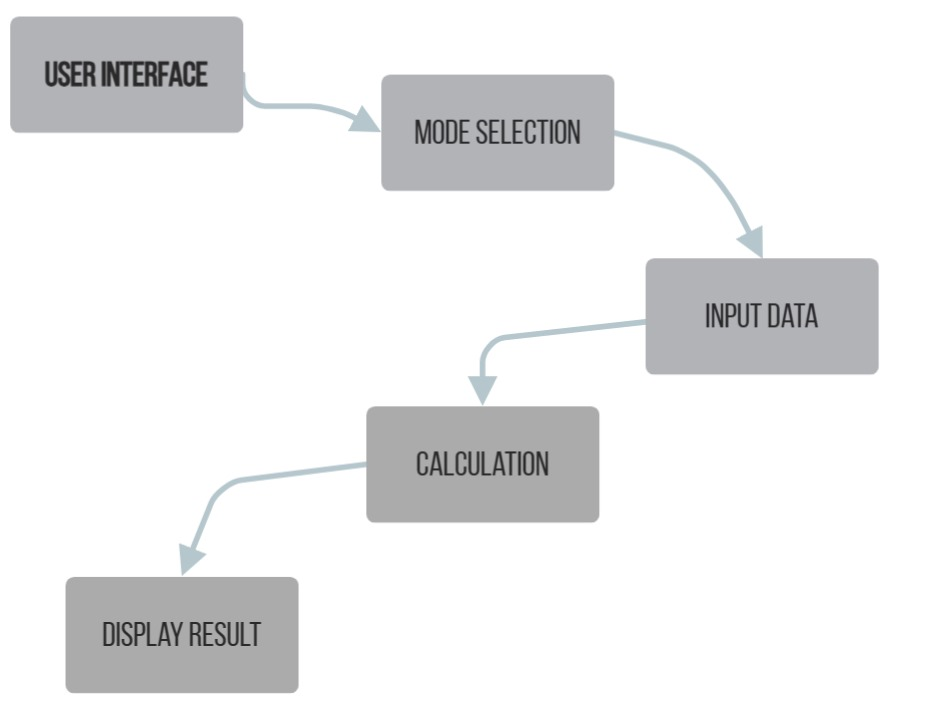 USER INTERFACE
MODE SELECTION
INPUT DATA
CALCULATION
DISPLAY RESULT